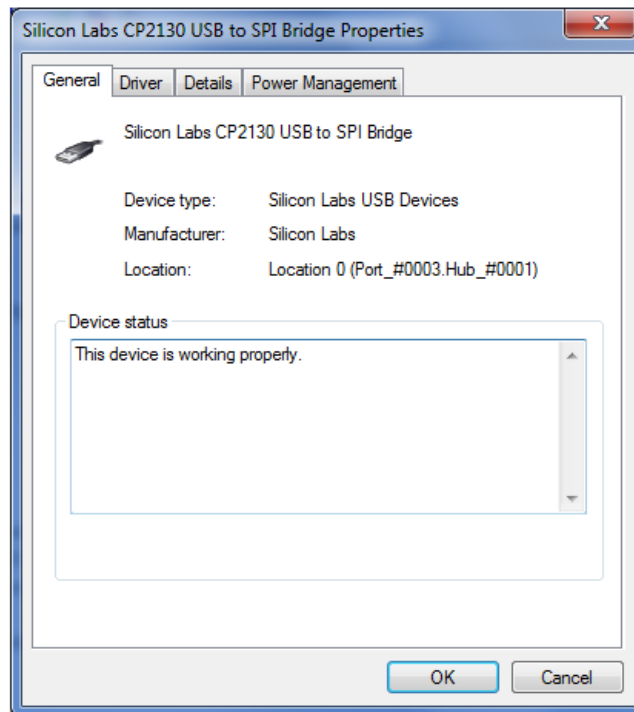 Silicon Labs CP2130 USB to SPI Bridge Properties
General Driver Details Power Management
Silicon Labs CP2130 USB to SPI Bridge
Device type: Silicon Labs USB Devices
Manufacturer: Silicon Labs
Location: Location 0 (Port_#0003.Hub_#0001)
Device status
This device is working properly.
OK Cancel